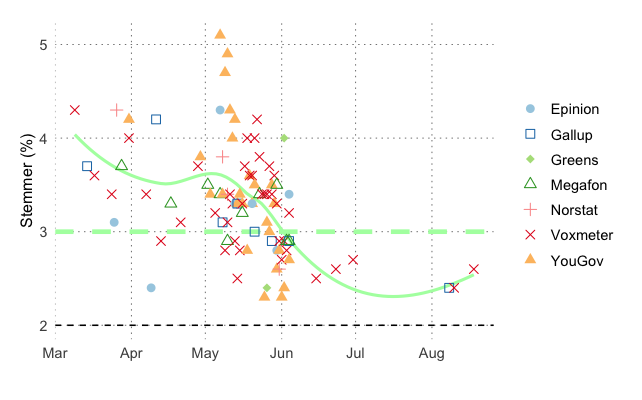 Stemmer (%)
5
4
3
2
Mar
Apr
May
Jun
Jul
Aug
Epinion
Gallup
Greens
Megafon
Norstat
Voxmeter
YouGov